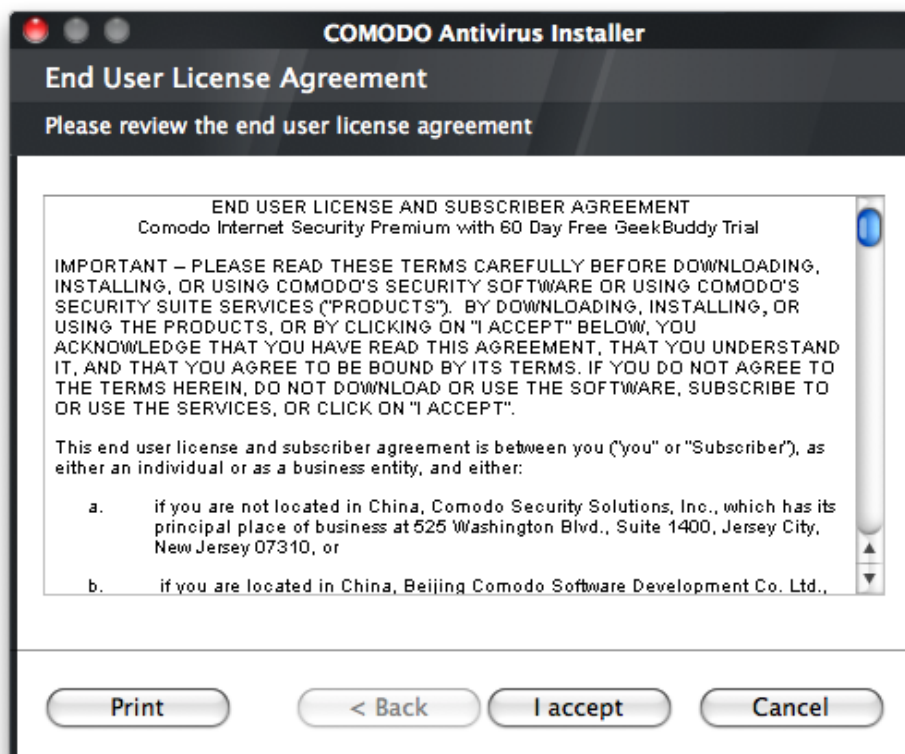 COMODO Antivirus Installer
End User License Agreement
Please review the end user license agreement
END USER LICENSE AND SUBSCRIBER AGREEMENT
Comodo Internet Security Premium with 60 Day Free GeekBuddy Trial
IMPORTANT – PLEASE READ THESE TERMS CAREFULLY BEFORE DOWNLOADING,
INSTALLING, OR USING COMODO'S SECURITY SOFTWARE OR USING COMODO'S
SECURITY SUITE SERVICES ("PRODUCTS").  BY DOWNLOADING, INSTALLING, OR
USING THE PRODUCTS, OR BY CLICKING ON "I ACCEPT" BELOW, YOU
ACKNOWLEDGE THAT YOU HAVE READ THIS AGREEMENT, THAT YOU UNDERSTAND
IT, AND THAT YOU AGREE TO BE BOUND BY ITS TERMS. IF YOU DO NOT AGREE TO
THE TERMS HEREIN, DO NOT DOWNLOAD OR USE THE SOFTWARE, SUBSCRIBE TO
OR USE THE SERVICES, OR CLICK ON "I ACCEPT".
This end user license and subscriber agreement is between you ("you" or "Subscriber"), as
either an individual or as a business entity, and either:
a. if you are not located in China, Comodo Security Solutions, Inc., which has its
principal place of business at 525 Washington Blvd., Suite 1400, Jersey City,
New Jersey 07310, or
b. if you are located in China, Beijing Comodo Software Development Co. Ltd.,
Print
< Back
I accept
Cancel